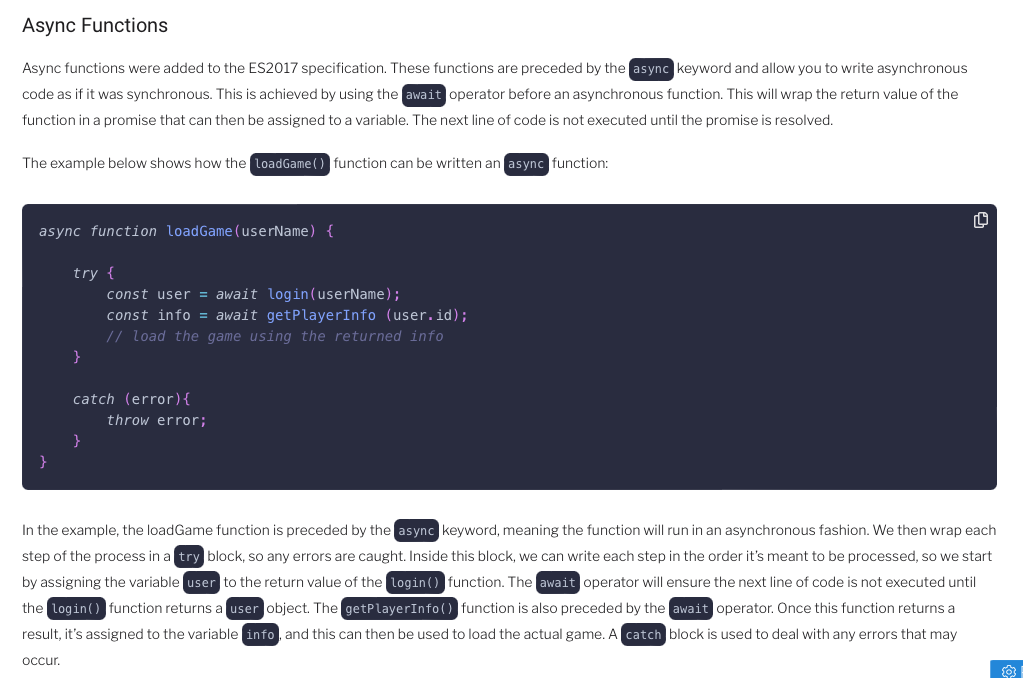 Async Functions
Async functions were added to the ES2017 specification. These functions are preceded by the async keyword and allow you to write asynchronous
code as if it was synchronous. This is achieved by using the await operator before an asynchronous function. This will wrap the return value of the
function in a promise that can then be assigned to a variable. The next line of code is not executed until the promise is resolved.
The example below shows how the loadGame() function can be written an async function:
async function loadGame(userName) {
    try {
        const user = await login(userName);
        const info = await getPlayerInfo (user.id);
        // load the game using the returned info
    }
    catch (error){
        throw error;
    }
}
In the example, the loadGame function is preceded by the async keyword, meaning the function will run in an asynchronous fashion. We then wrap each
step of the process in a try block, so any errors are caught. Inside this block, we can write each step in the order it’s meant to be processed, so we start
by assigning the variable user to the return value of the login() function. The await operator will ensure the next line of code is not executed until
the login() function returns a user object. The getPlayerInfo() function is also preceded by the await operator. Once this function returns a
result, it’s assigned to the variable info, and this can then be used to load the actual game. A catch block is used to deal with any errors that may
occur.